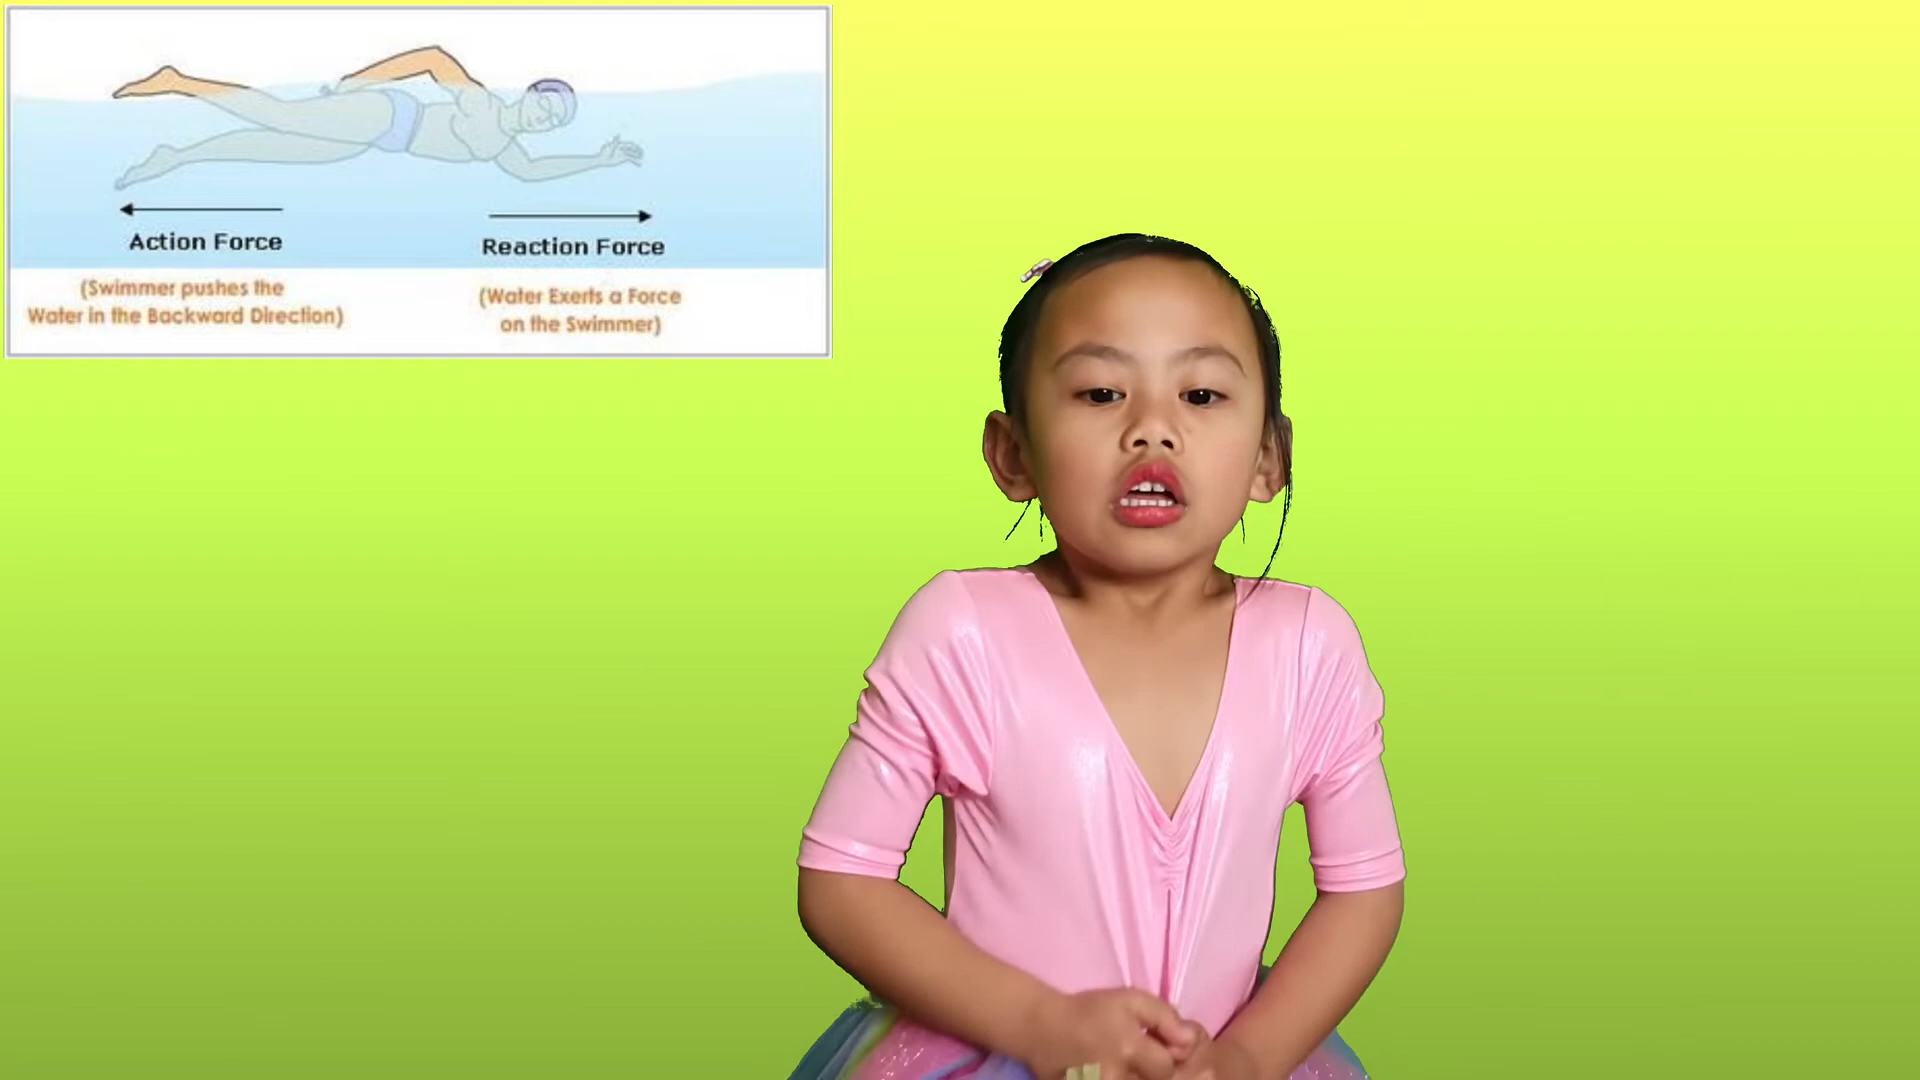 Action Force
(Swimmer pushes the
Water in the Backward Direction)
Reaction Force
(Water Exerts a Force
on the Swimmer)